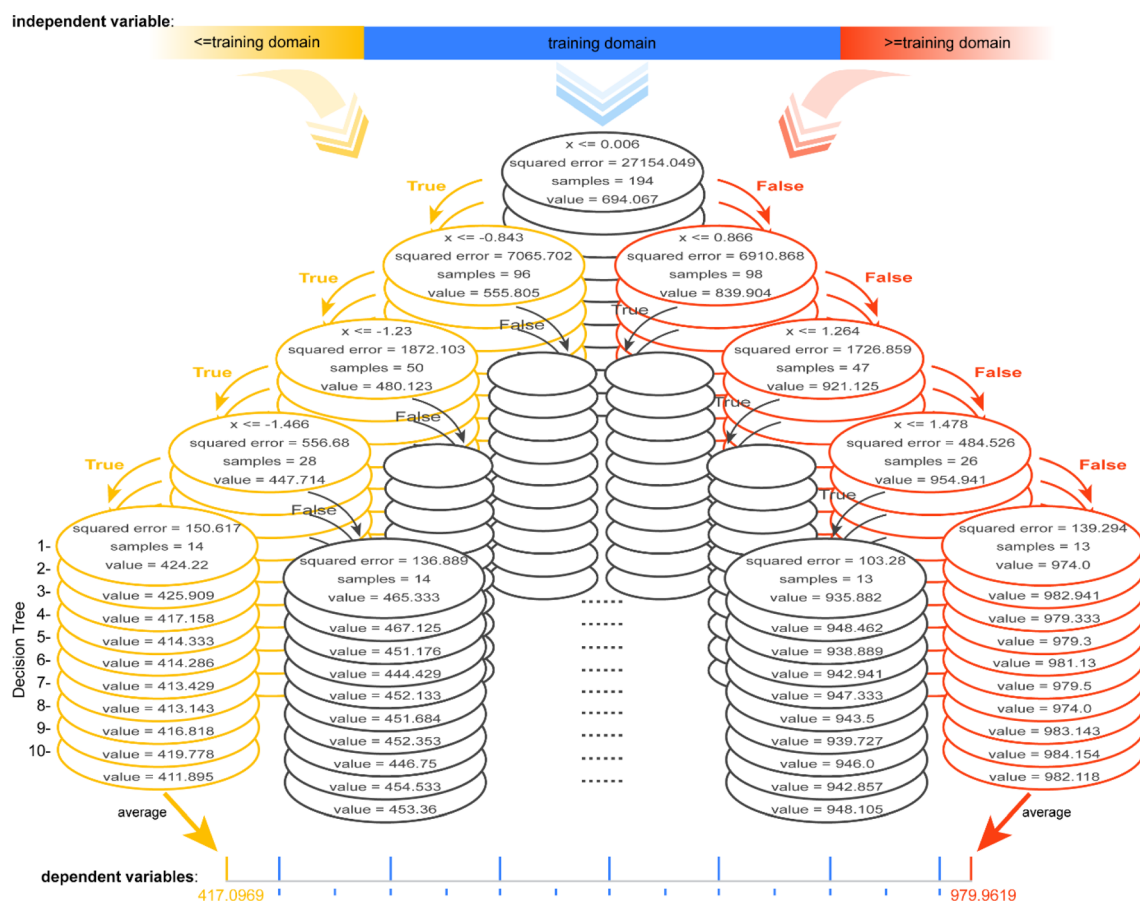 independent variable:
<=training domain
training domain
>=training domain
x <= 0.006
squared error = 27154.049
samples = 194
value = 694.067
True
False
x <= -0.843
squared error = 7065.702
samples = 96
value = 555.805
x <= 0.866
squared error = 6910.868
samples = 98
value = 839.904
True
False
True
False
x <= -1.23
squared error = 1872.103
samples = 50
value = 480.123
x <= 1.264
squared error = 1726.859
samples = 47
value = 921.125
True
False
True
False
x <= -1.466
squared error = 556.68
samples = 28
value = 447.714
x <= 1.478
squared error = 484.526
samples = 26
value = 954.941
True
False
True
False
Decision Tree
1-
2-
3-
4-
5-
6-
7-
8-
9-
10-
squared error = 150.617
samples = 14
value = 424.22
value = 425.909
value = 417.158
value = 414.333
value = 414.286
value = 413.429
value = 413.143
value = 416.818
value = 419.778
value = 411.895
squared error = 136.889
samples = 14
value = 465.333
value = 467.125
value = 451.176
value = 444.429
value = 452.133
value = 451.684
value = 452.353
value = 446.75
value = 454.533
value = 453.36
squared error = 103.28
samples = 13
value = 935.882
value = 948.462
value = 938.889
value = 942.941
value = 947.333
value = 943.5
value = 939.727
value = 946.0
value = 942.857
value = 948.105
squared error = 139.294
samples = 13
value = 974.0
value = 982.941
value = 979.333
value = 979.3
value = 981.13
value = 979.5
value = 974.0
value = 983.143
value = 984.154
value = 982.118
average
average
dependent variables:
417.0969
979.9619